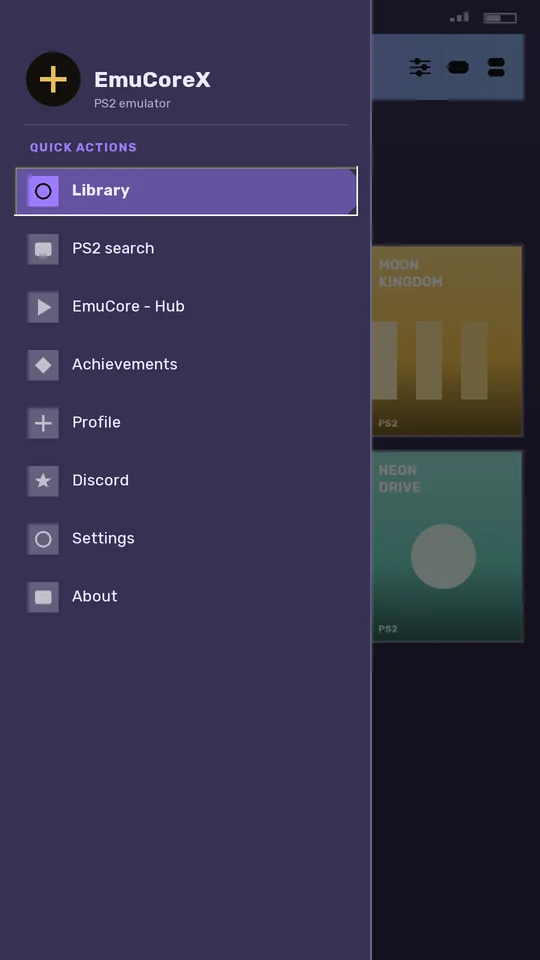 EmuCoreX
PS2 emulator
QUICK ACTIONS
Library
PS2 search
EmuCore - Hub
Achievements
Profile
Discord
Settings
About
MOON
KINGDOM
PS2
NEON
DRIVE
PS2